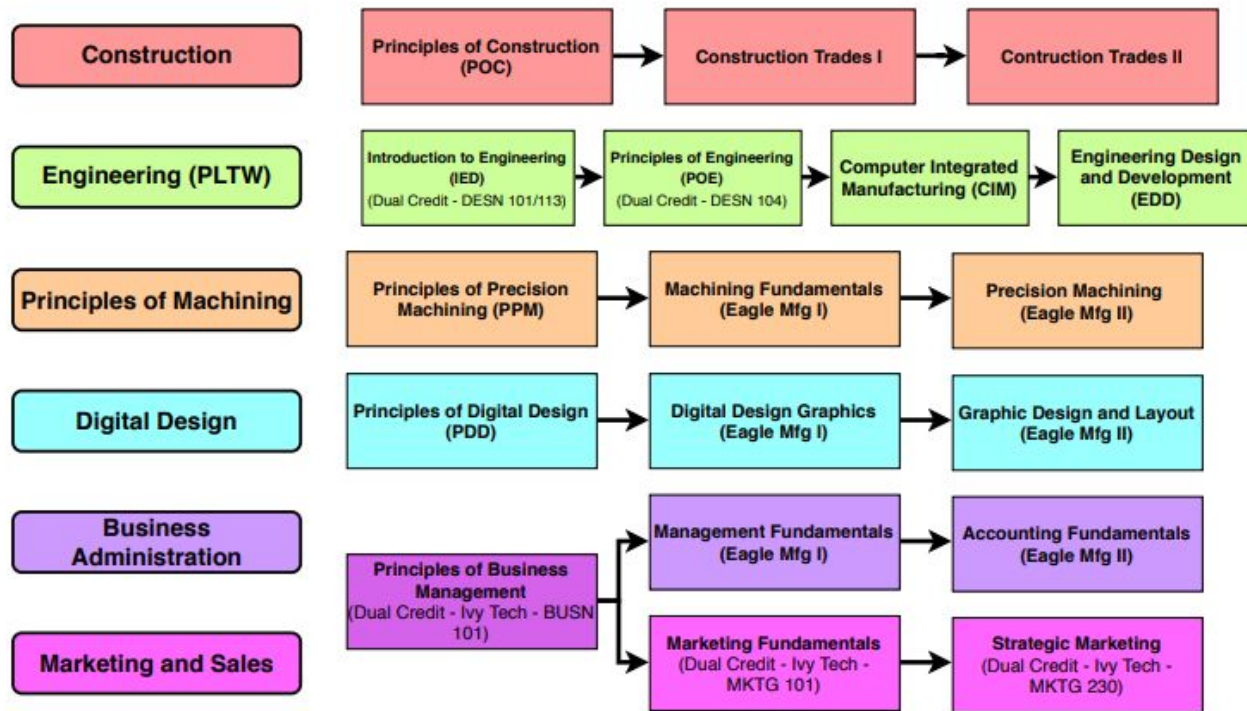 Construction
Principles of Construction
(POC)
Construction Trades I
Contruction Trades II
Engineering (PLTW)
Introduction to Engineering
(IED)
(Dual Credit - DESN 101/113)
Principles of Engineering
(POE)
(Dual Credit - DESN 104)
Computer Integrated
Manufacturing (CIM)
Engineering Design
and Development
(EDD)
Principles of Machining
Principles of Precision
Machining (PPM)
Machining Fundamentals
(Eagle Mfg I)
Precision Machining
(Eagle Mfg II)
Digital Design
Principles of Digital Design
(PDD)
Digital Design Graphics
(Eagle Mfg I)
Graphic Design and Layout
(Eagle Mfg II)
Business
Administration
Principles of Business
Management
(Dual Credit - Ivy Tech - BUSN
101)
Management Fundamentals
(Eagle Mfg I)
Accounting Fundamentals
(Eagle Mfg II)
Marketing and Sales
Marketing Fundamentals
(Dual Credit - Ivy Tech -
MKTG 101)
Strategic Marketing
(Dual Credit - Ivy Tech -
MKTG 230)